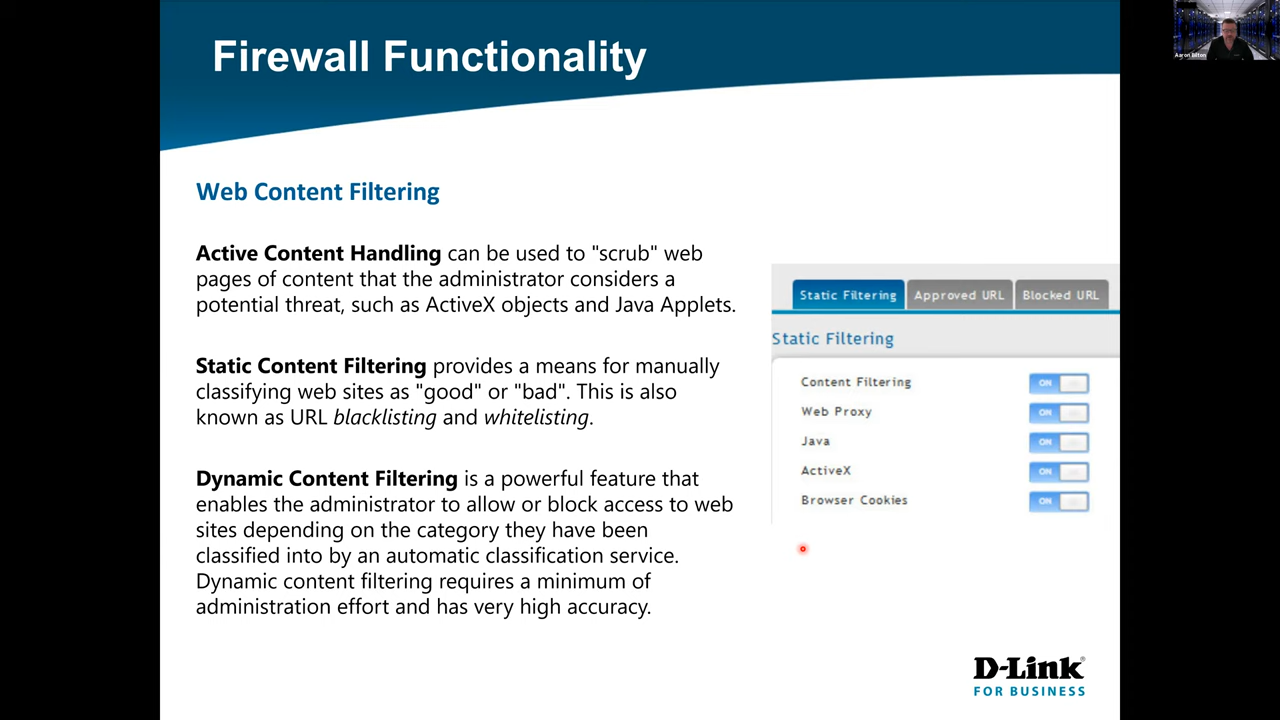 Firewall Functionality
Aaron Bilton
Web Content Filtering
Active Content Handling can be used to "scrub" web
pages of content that the administrator considers a
potential threat, such as ActiveX objects and Java Applets.
Static Content Filtering provides a means for manually
classifying web sites as "good" or "bad". This is also
known as URL blacklisting and whitelisting.
Dynamic Content Filtering is a powerful feature that
enables the administrator to allow or block access to web
sites depending on the category they have been
classified into by an automatic classification service.
Dynamic content filtering requires a minimum of
administration effort and has very high accuracy.
Static Filtering Approved URL Blocked URL
Static Filtering
Content Filtering ON
Web Proxy ON
Java ON
ActiveX ON
Browser Cookies ON
D-Link®
FOR BUSINESS